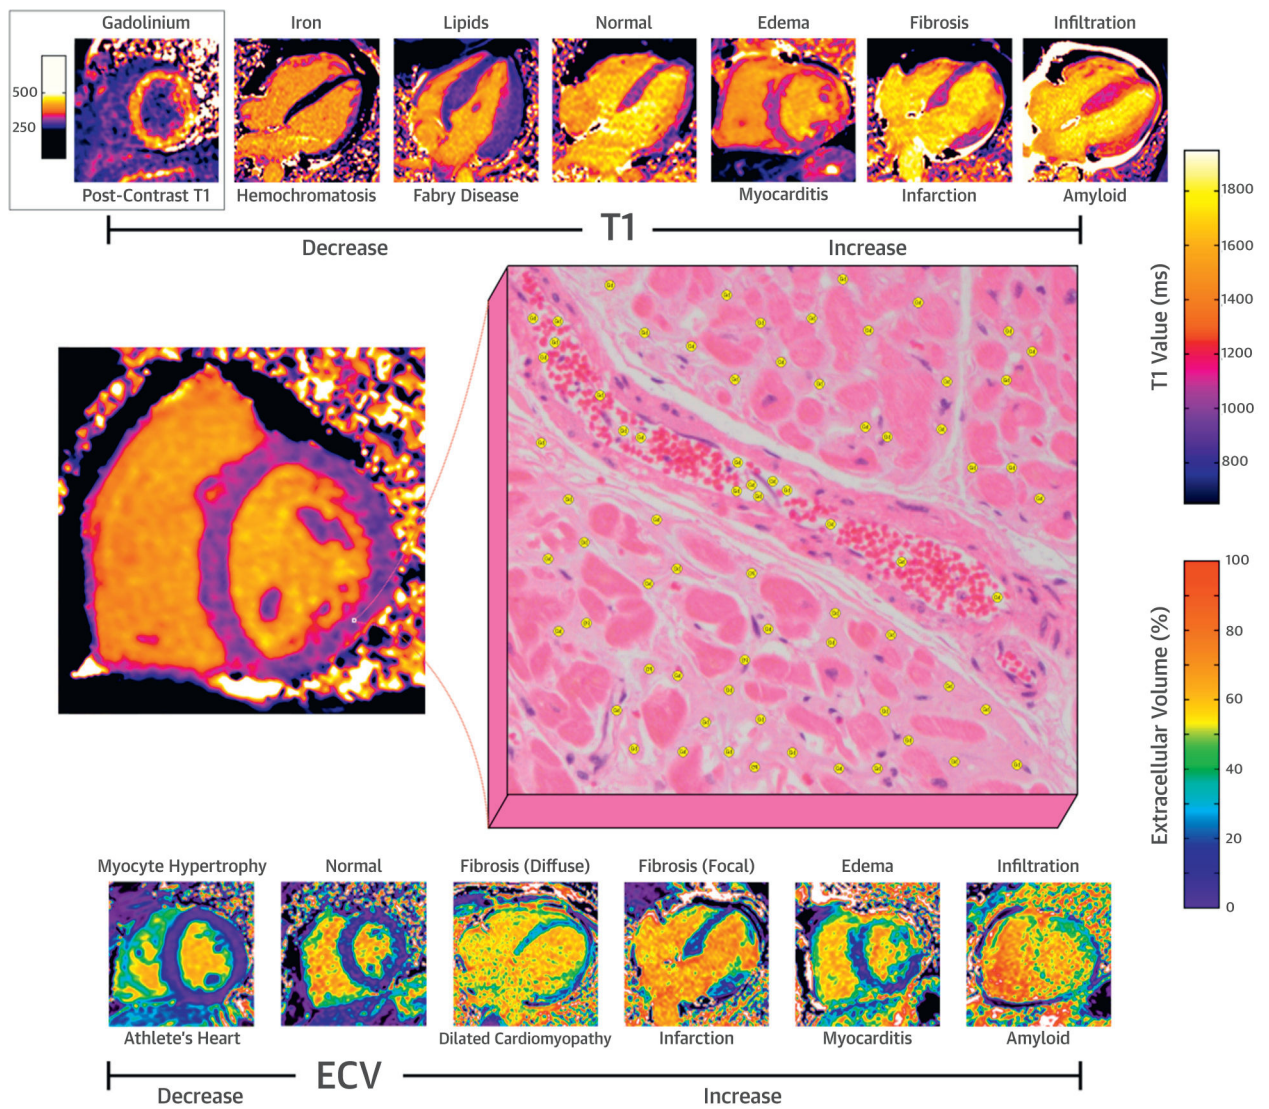 Gadolinium Iron Lipids Normal Edema Fibrosis Infiltration
500
250
Post-Contrast T1 Hemochromatosis Fabry Disease Myocarditis Infarction Amyloid
T1
Decrease Increase
T1 Value (ms)
1800
1600
1400
1200
1000
800
Extracellular Volume (%)
100
80
60
40
20
0
Myocyte Hypertrophy Normal Fibrosis (Diffuse) Fibrosis (Focal) Edema Infiltration
Athlete's Heart Dilated Cardiomyopathy Infarction Myocarditis Amyloid
ECV
Decrease Increase